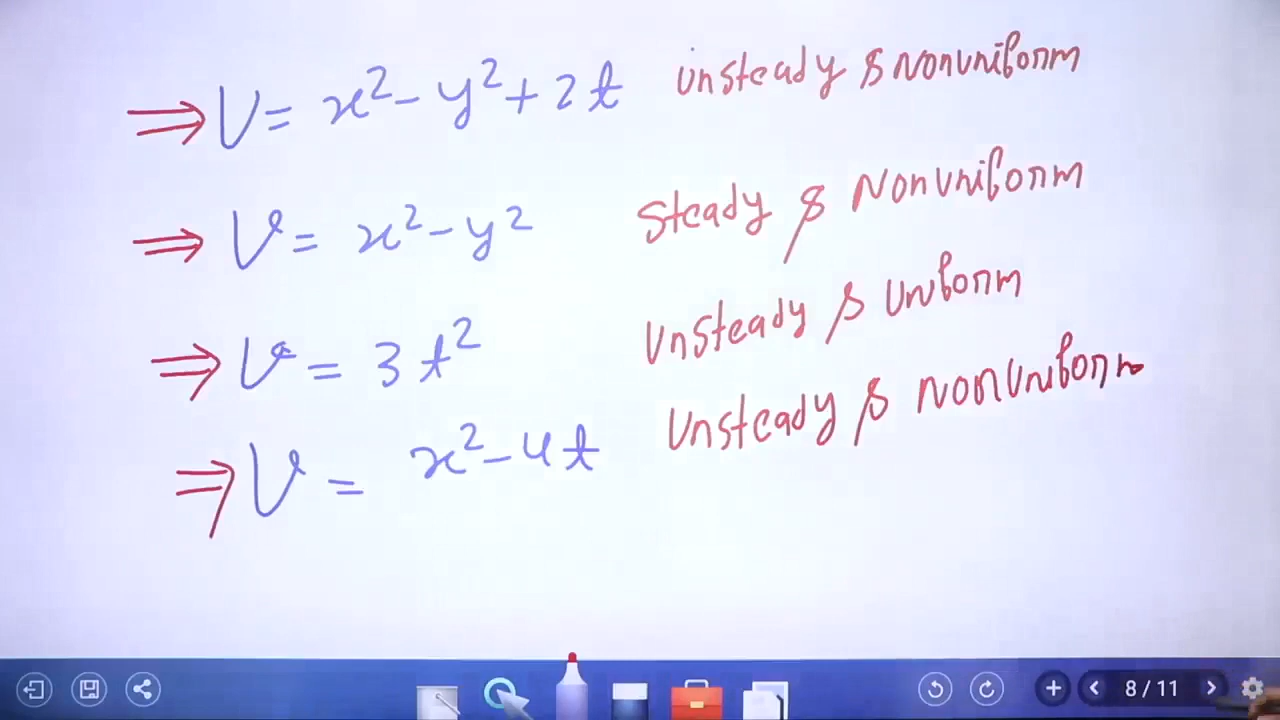 ⇒ V = x² - y² + 2t unsteady & Nonuniform
⇒ V = x² - y² Steady & Nonuniform
⇒ V = 3t² Unsteady & Uniform
⇒ V = x² - 4t Unsteady & Nonuniform
8 / 11